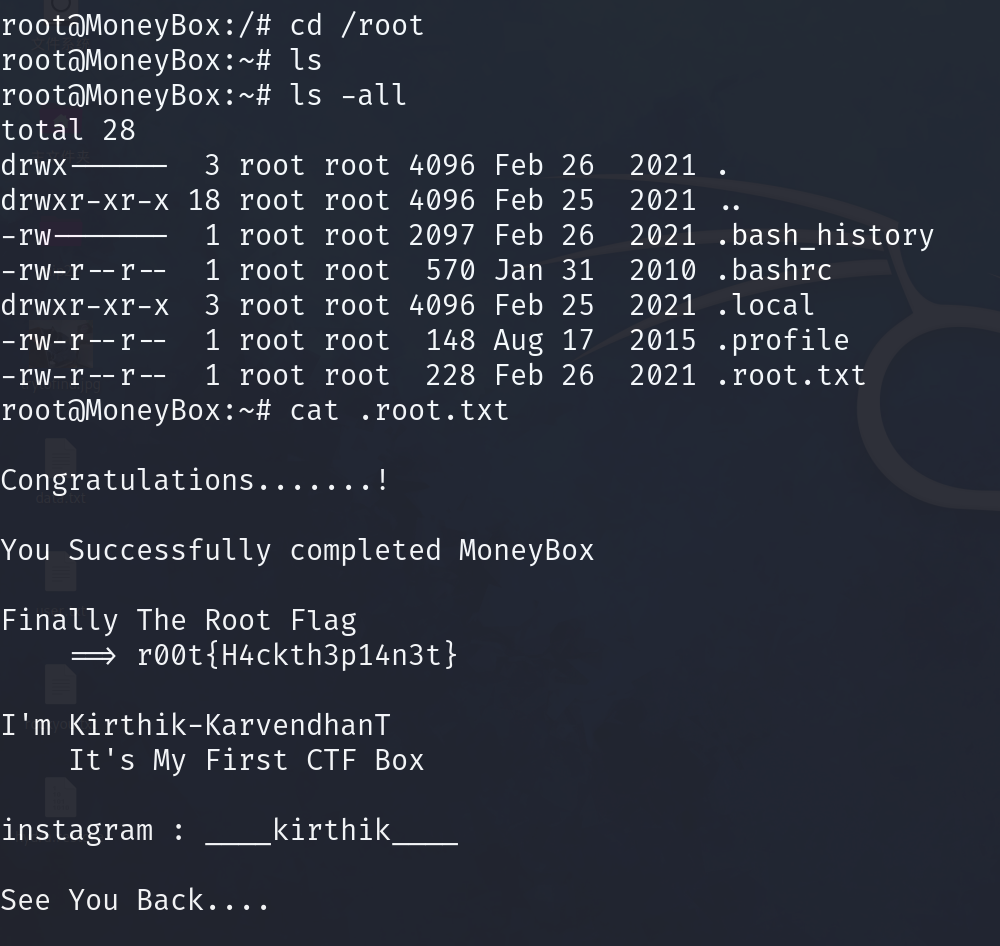 root@MoneyBox:/# cd /root
root@MoneyBox:~# ls
root@MoneyBox:~# ls -all
total 28
drwx------  3 root root 4096 Feb 26  2021 .
drwxr-xr-x 18 root root 4096 Feb 25  2021 ..
-rw-------  1 root root 2097 Feb 26  2021 .bash_history
-rw-r--r--  1 root root  570 Jan 31  2010 .bashrc
drwxr-xr-x  3 root root 4096 Feb 25  2021 .local
-rw-r--r--  1 root root  148 Aug 17  2015 .profile
-rw-r--r--  1 root root  228 Feb 26  2021 .root.txt
root@MoneyBox:~# cat .root.txt
Congratulations.......!
You Successfully completed MoneyBox
Finally The Root Flag
    ==> r00t{H4ckth3p14n3t}
I'm Kirthik-KarvendhanT
    It's My First CTF Box
instagram : ____kirthik____
See You Back....